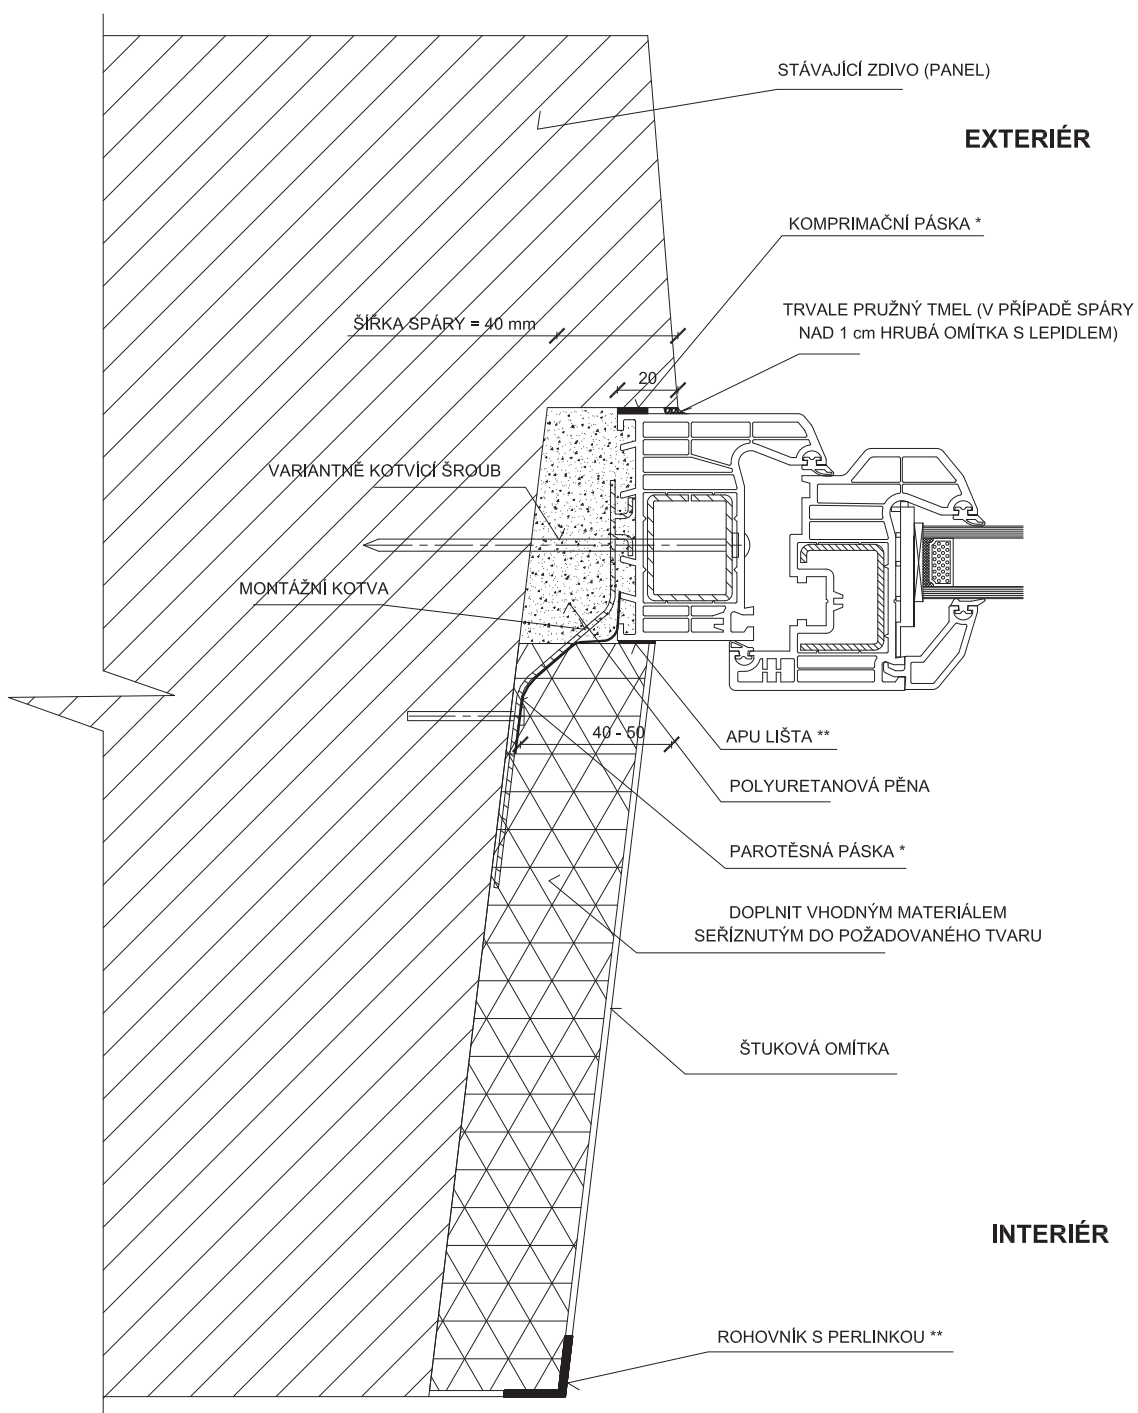 STÁVAJÍCÍ ZDIVO (PANEL)
EXTERIÉR
KOMPRIMAČNÍ PÁSKA *
TRVALE PRUŽNÝ TMEL (V PŘÍPADĚ SPÁRY
NAD 1 cm HRUBÁ OMÍTKA S LEPIDLEM)
ŠÍŘKA SPÁRY = 40 mm
20
VARIANTNĚ KOTVÍCÍ ŠROUB
MONTÁŽNÍ KOTVA
40 - 50
APU LIŠTA **
POLYURETANOVÁ PĚNA
PAROTĚSNÁ PÁSKA *
DOPLNIT VHODNÝM MATERIÁLEM
SEŘÍZNUTÝM DO POŽADOVANÉHO TVARU
ŠTUKOVÁ OMÍTKA
INTERIÉR
ROHOVNÍK S PERLINKOU **